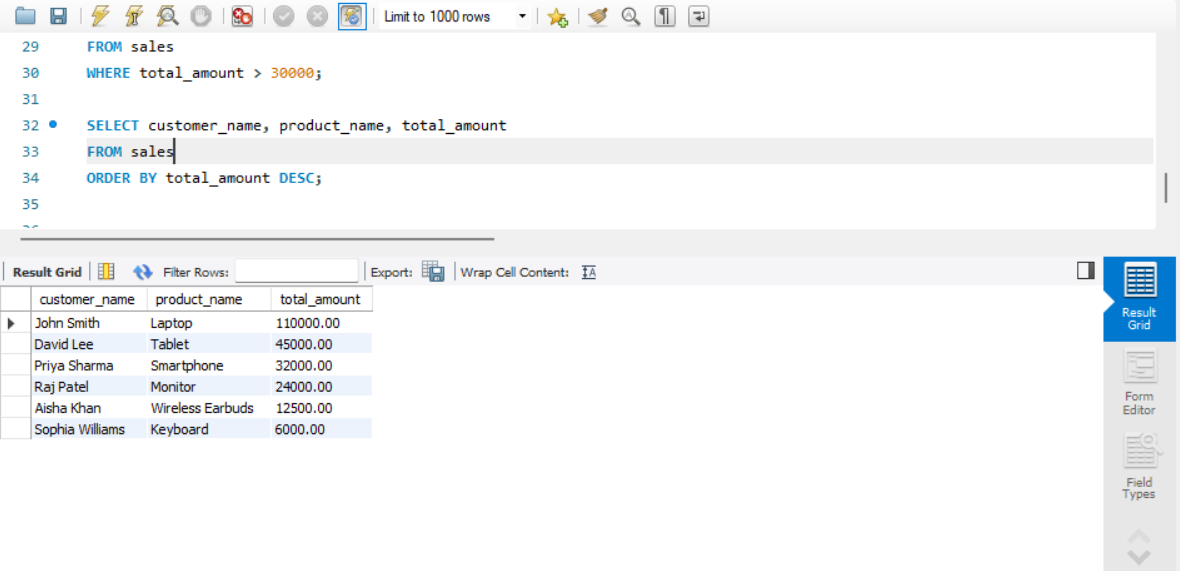 Limit to 1000 rows
29 FROM sales
30 WHERE total_amount > 30000;
31
32 SELECT customer_name, product_name, total_amount
33 FROM sales
34 ORDER BY total_amount DESC;
35
Result Grid Filter Rows: Export: Wrap Cell Content: IA
customer_name product_name total_amount
John Smith Laptop 110000.00
David Lee Tablet 45000.00
Priya Sharma Smartphone 32000.00
Raj Patel Monitor 24000.00
Aisha Khan Wireless Earbuds 12500.00
Sophia Williams Keyboard 6000.00
Result
Grid
Form
Editor
Field
Types